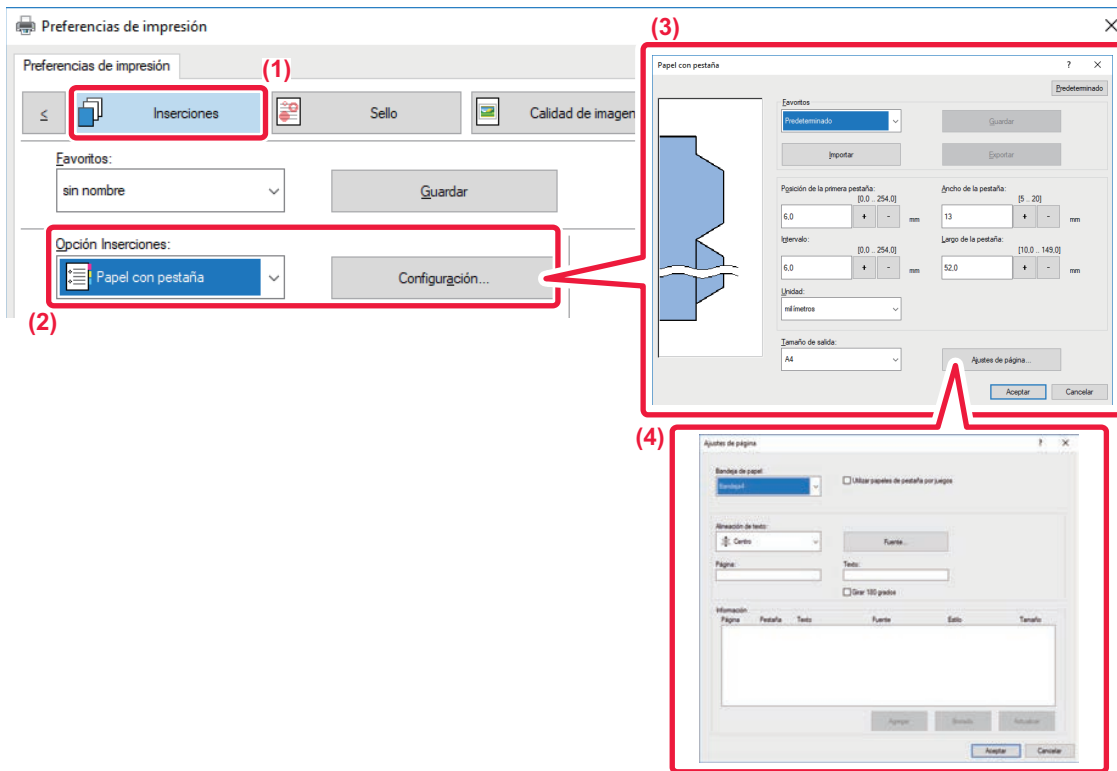 Preferencias de impresión
(3)
Preferencias de impresión
(1)
≤ Inserciones Sello Calidad de imagen
Favoritos:
sin nombre Guardar
Opción Inserciones:
Papel con pestaña Configuración...
(2)
Papel con pestaña ? ×
Predeterminado
Favoritos
Predeterminado Guardar
Importar Exportar
Posición de la primera pestaña: Ancho de la pestaña:
[0,0 .. 254,0] [5 .. 20]
6,0 + - mm 13 + - mm
Intervalo: Largo de la pestaña:
[0,0 .. 254,0] [10,0 .. 149,0]
6,0 + - mm 52,0 + - mm
Unidad:
milímetros
Tamaño de salida:
A4 Ajustes de página...
Aceptar Cancelar
(4)
Ajustes de página ? ×
Bandeja de papel:
Bandeja4 Utilizar papeles de pestaña por juegos
Alineación de texto:
Centro Fuente...
Página: Texto:
Girar 180 grados
Información
Página Pestaña Texto Fuente Estilo Tamaño
Agregar Borrado Actualizar
Aceptar Cancelar